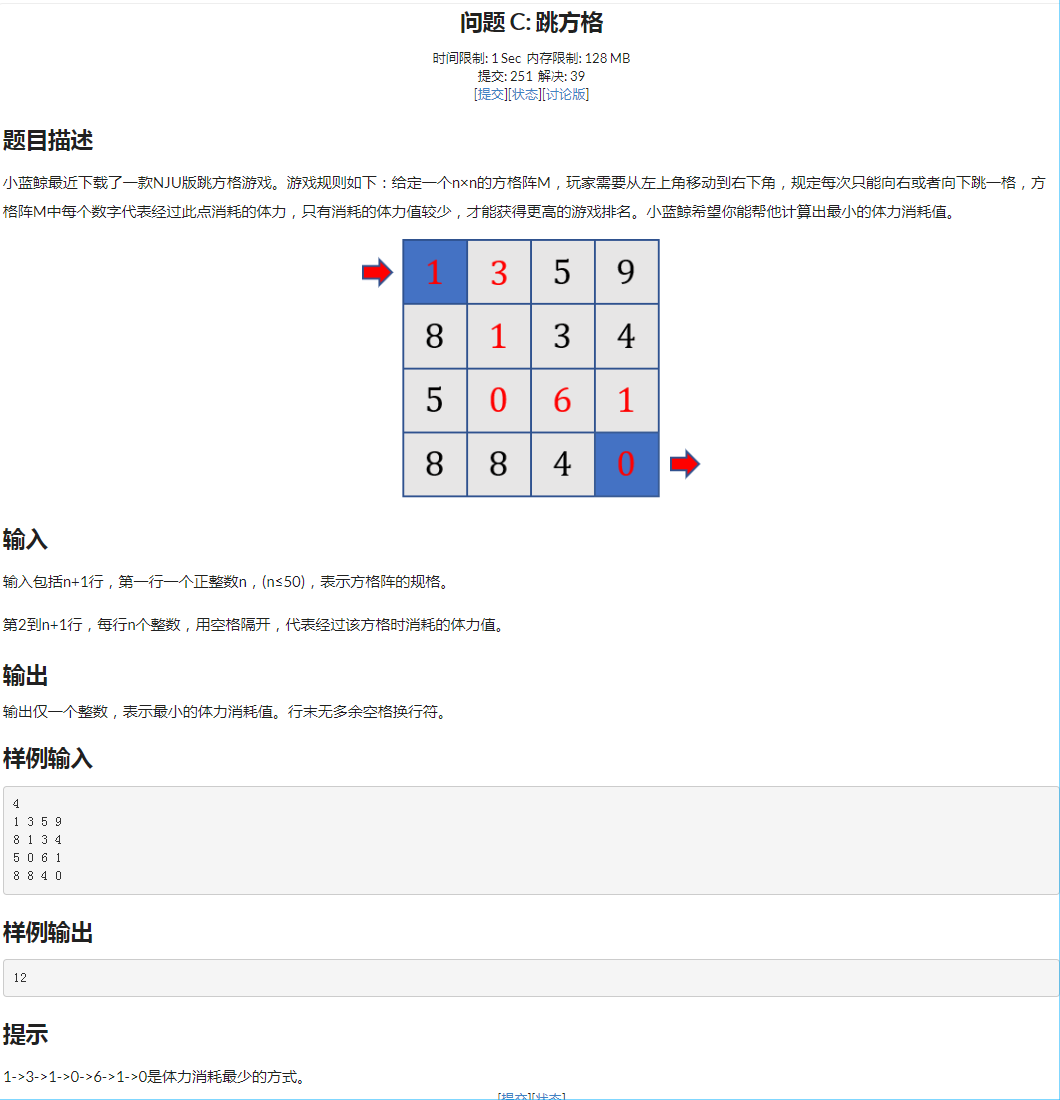 问题 C: 跳方格
时间限制: 1 Sec 内存限制: 128 MB
提交: 251 解决: 39
[提交][状态][讨论版]
题目描述
小蓝鲸最近下载了一款NJU版跳方格游戏。游戏规则如下：给定一个n×n的方格阵M，玩家需要从左上角移动到右下角，规定每次只能向右或者向下跳一格，方
格阵M中每个数字代表经过此点消耗的体力，只有消耗的体力值较少，才能获得更高的游戏排名。小蓝鲸希望你能帮他计算出最小的体力消耗值。
1 3 5 9
8 1 3 4
5 0 6 1
8 8 4 0
输入
输入包括n+1行，第一行一个正整数n，(n≤50)，表示方格阵的规格。
第2到n+1行，每行n个整数，用空格隔开，代表经过该方格时消耗的体力值。
输出
输出仅一个整数，表示最小的体力消耗值。行末无多余空格换行符。
样例输入
4
1 3 5 9
8 1 3 4
5 0 6 1
8 8 4 0
样例输出
12
提示
1->3->1->0->6->1->0是体力消耗最少的方式。
[提交][状态]